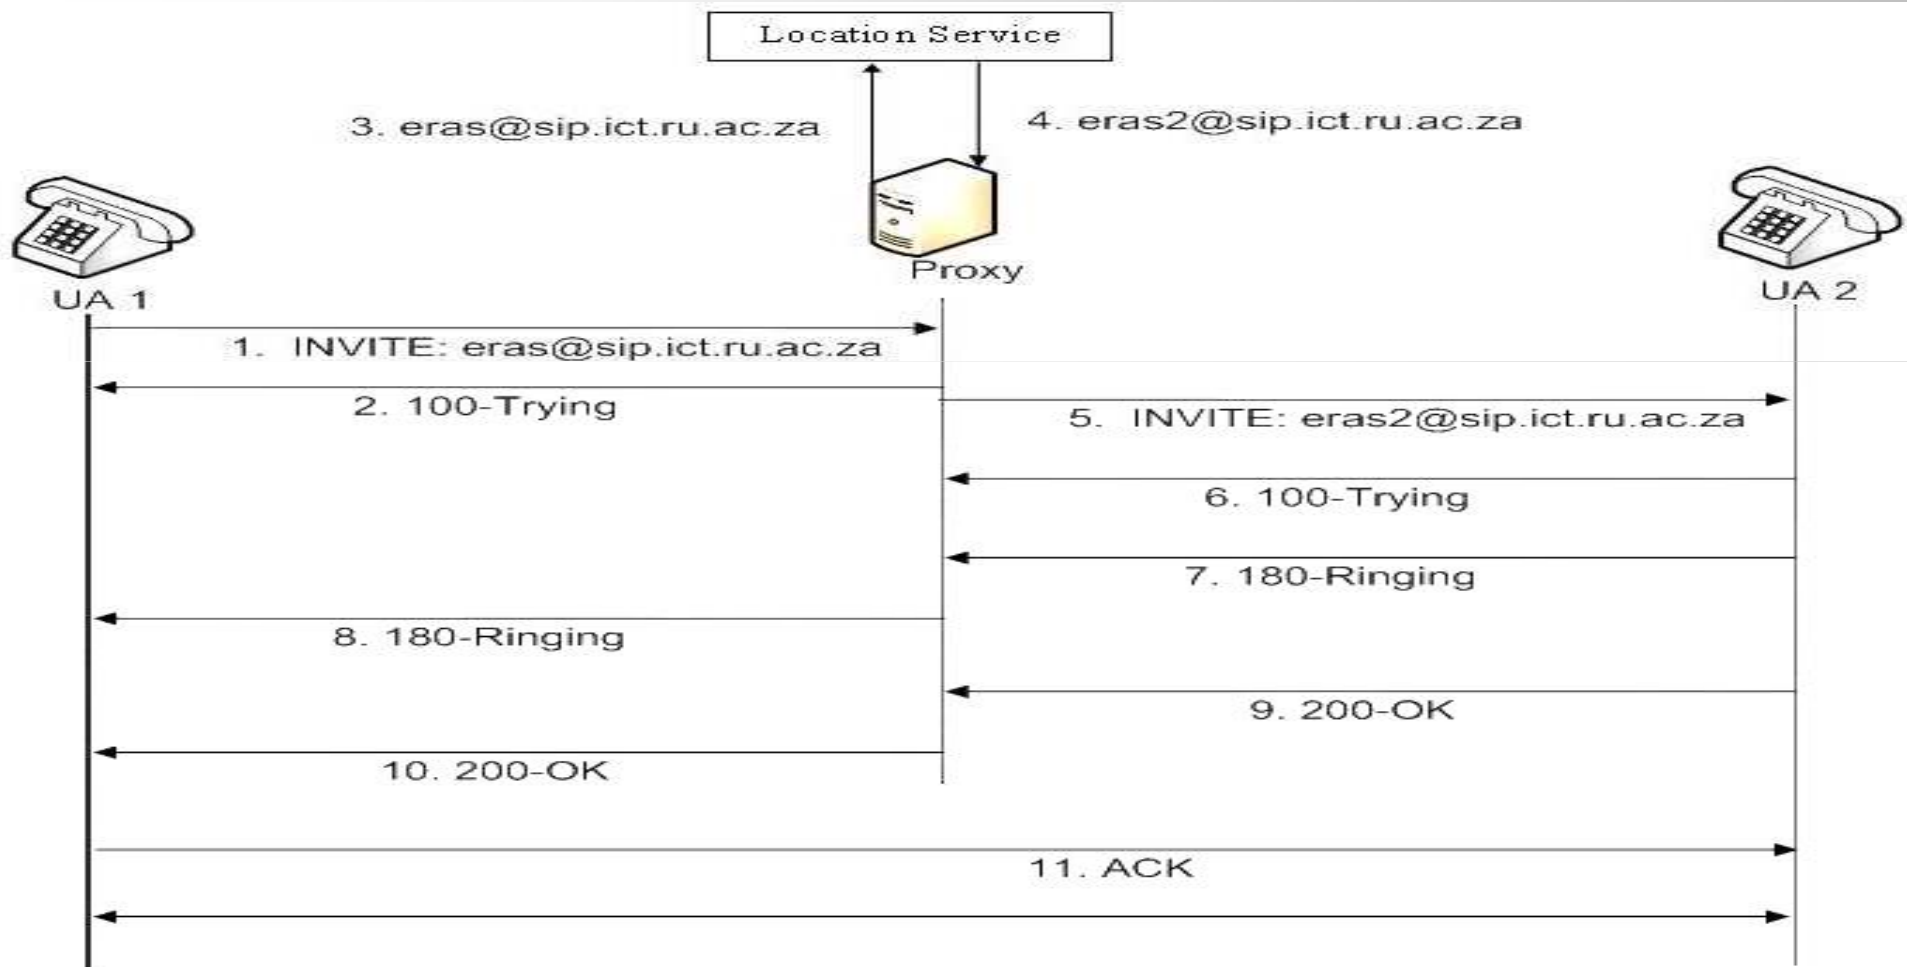 Location Service
3. eras@sip.ict.ru.ac.za
4. eras2@sip.ict.ru.ac.za
Proxy
UA 1
UA 2
1. INVITE: eras@sip.ict.ru.ac.za
2. 100-Trying
5. INVITE: eras2@sip.ict.ru.ac.za
6. 100-Trying
7. 180-Ringing
8. 180-Ringing
9. 200-OK
10. 200-OK
11. ACK